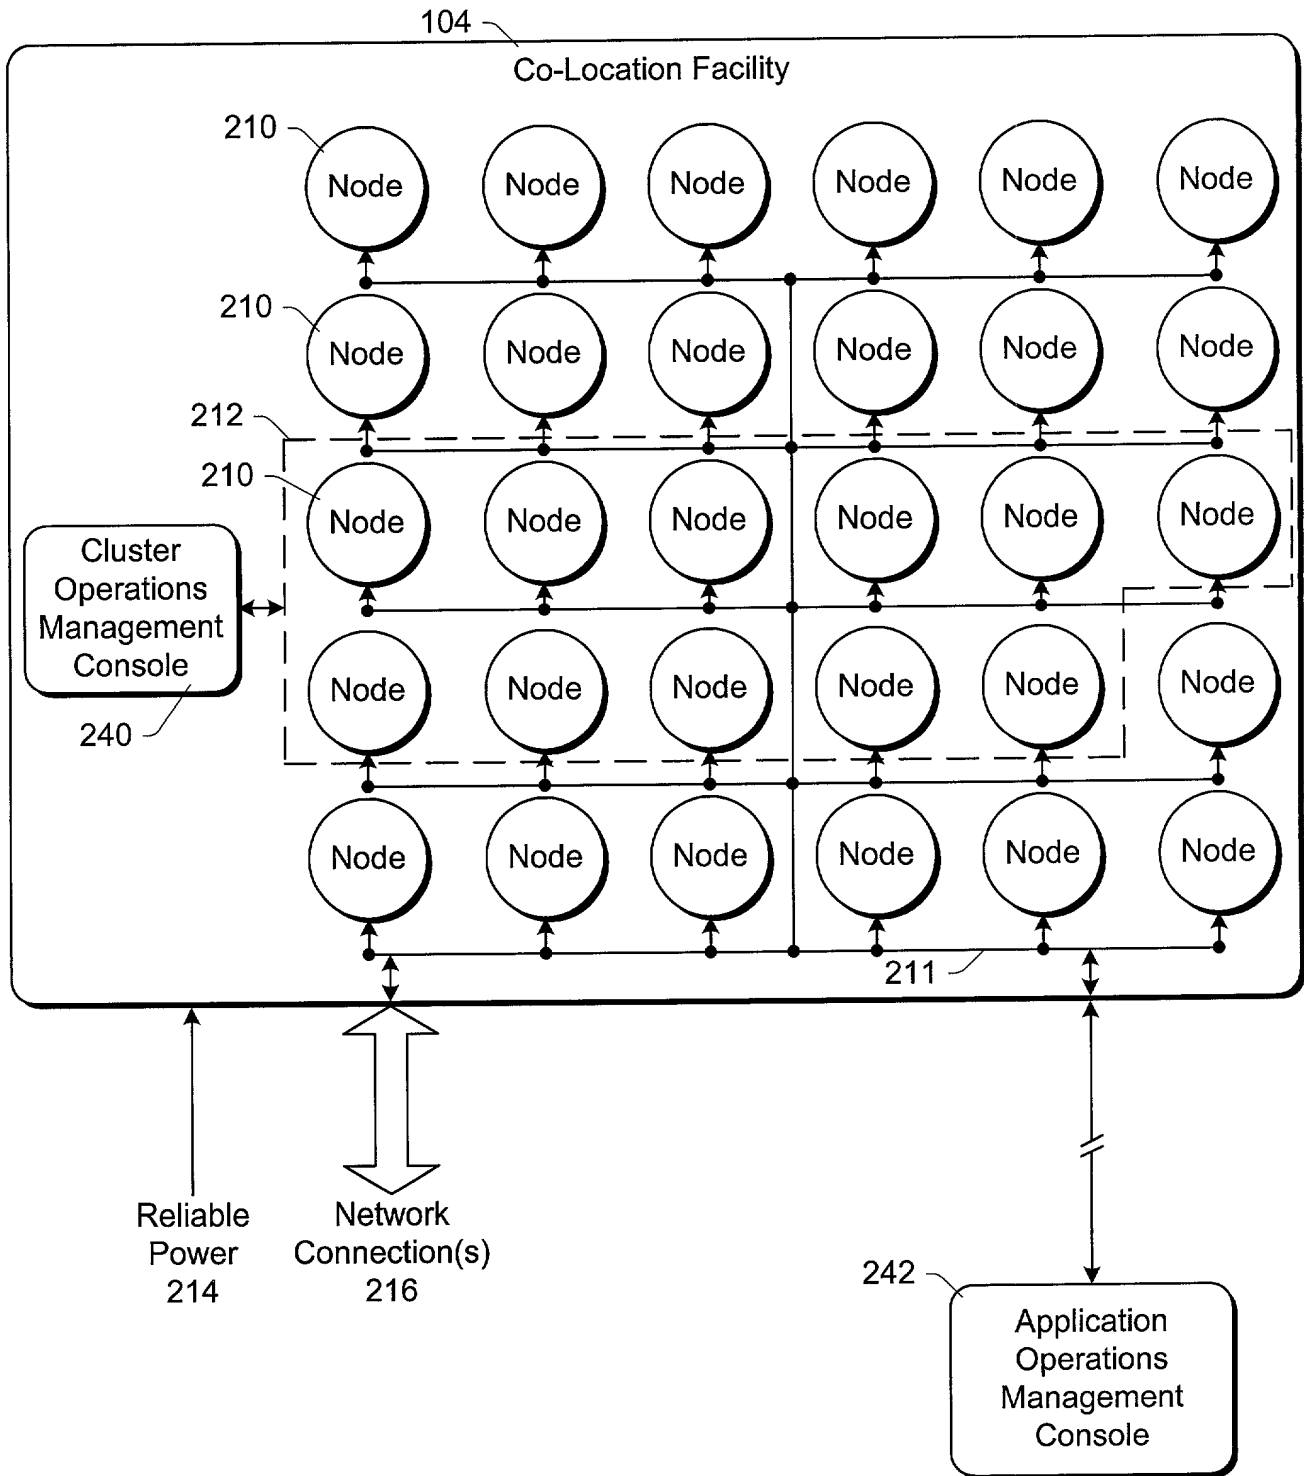 104
Co-Location Facility
210
Node Node Node Node Node Node
210
Node Node Node Node Node Node
212
210
Node Node Node Node Node Node
Cluster
Operations
Management
Console
240
Node Node Node Node Node Node
Node Node Node Node Node Node
211
Reliable
Power
214
Network
Connection(s)
216
242
Application
Operations
Management
Console